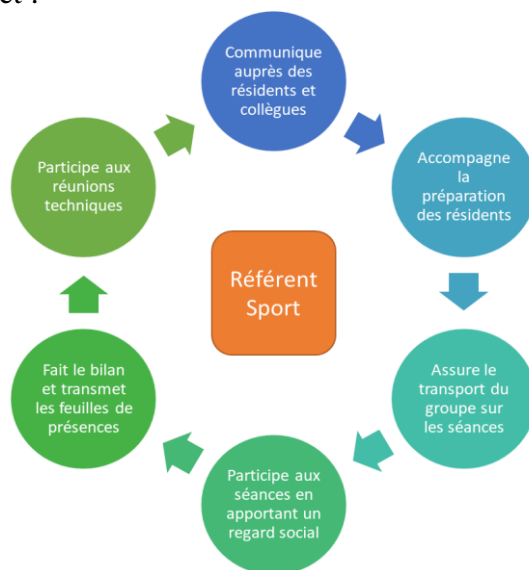 Communique
auprès des
résidents et
collègues
Accompagne
la
préparation
des résidents
Assure le
transport du
groupe sur
les séances
Participe aux
séances en
apportant un
regard social
Fait le bilan
et transmet
les feuilles de
présences
Participe aux
réunions
techniques
Référent
Sport